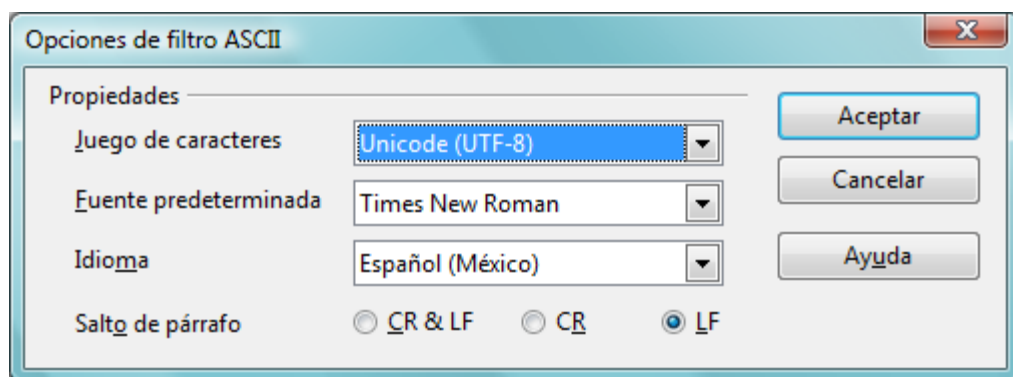 Opciones de filtro ASCII
Propiedades
Juego de caracteres
Unicode (UTF-8)
Fuente predeterminada
Times New Roman
Idioma
Español (México)
Salto de párrafo
CR & LF
CR
LF
Aceptar
Cancelar
Ayuda